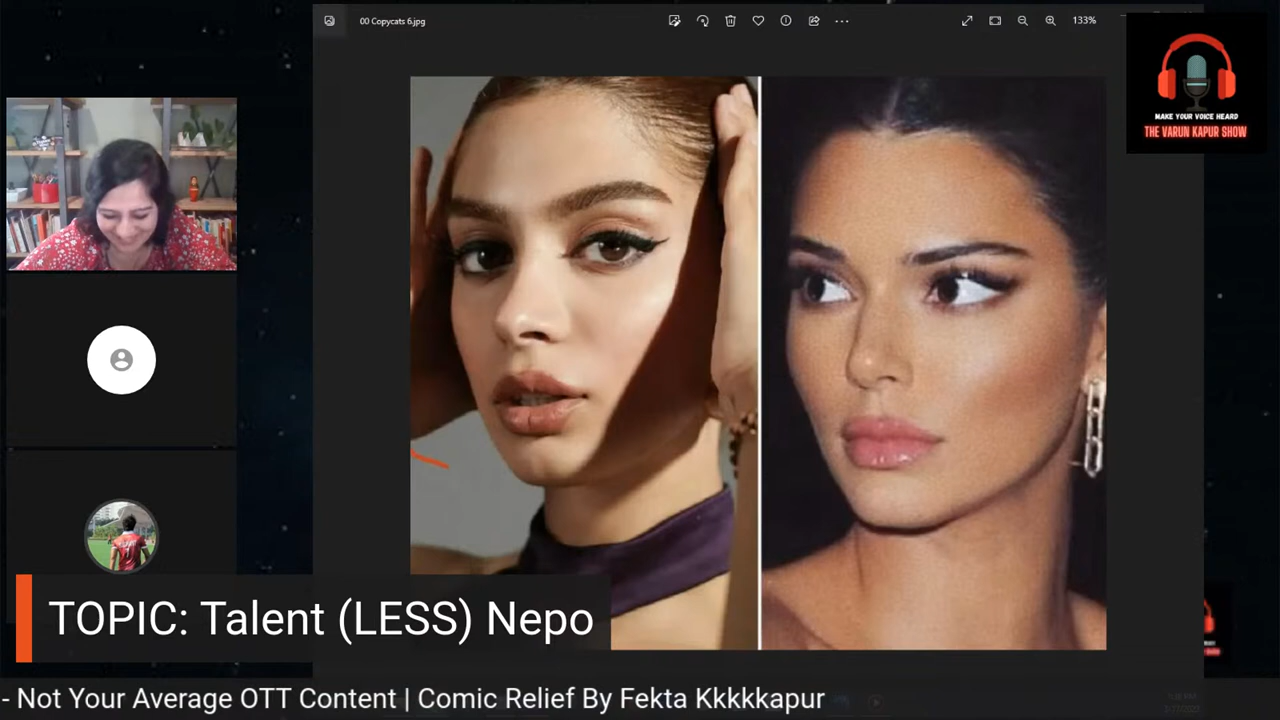 00 Copycats 6.jpg
133%
MAKE YOUR VOICE HEARD
THE VARUN KAPUR SHOW
TOPIC: Talent (LESS) Nepo
- Not Your Average OTT Content | Comic Relief By Fekta Kkkkkapur